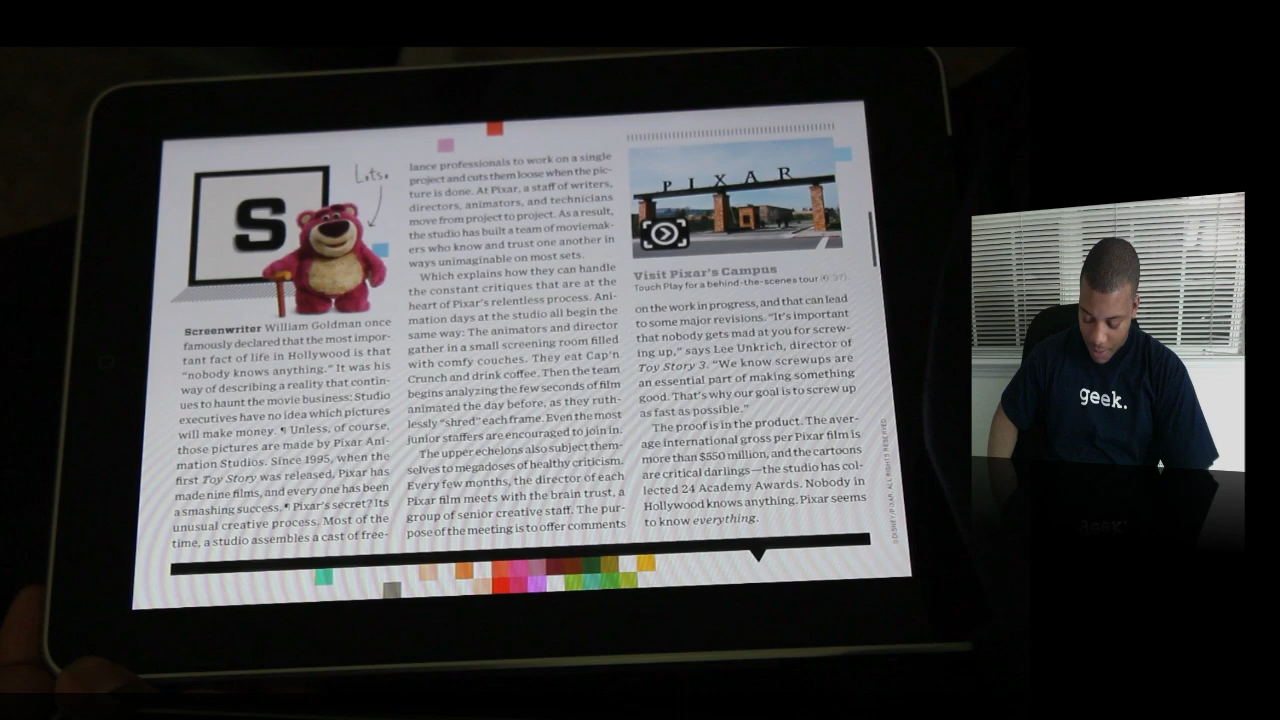 Lots.
S
Screenwriter William Goldman once
famously declared that the most impor-
tant fact of life in Hollywood is that
"nobody knows anything." It was his
way of describing a reality that contin-
ues to haunt the movie business: Studio
executives have no idea which pictures
will make money. ¶ Unless, of course,
those pictures are made by Pixar Ani-
mation Studios. Since 1995, when the
first Toy Story was released, Pixar has
made nine films, and every one has been
a smashing success. ¶ Pixar's secret? Its
unusual creative process. Most of the
time, a studio assembles a cast of free-
lance professionals to work on a single
project and cuts them loose when the pic-
ture is done. At Pixar, a staff of writers,
directors, animators, and technicians
move from project to project. As a result,
the studio has built a team of moviemak-
ers who know and trust one another in
ways unimaginable on most sets.
Which explains how they can handle
the constant critiques that are at the
heart of Pixar's relentless process. Ani-
mation days at the studio all begin the
same way: The animators and director
gather in a small screening room filled
with comfy couches. They eat Cap'n
Crunch and drink coffee. Then the team
begins analyzing the few seconds of film
animated the day before, as they ruth-
lessly "shred" each frame. Even the most
junior staffers are encouraged to join in.
The upper echelons also subject them-
selves to megadoses of healthy criticism.
Every few months, the director of each
Pixar film meets with the brain trust, a
group of senior creative staff. The pur-
pose of the meeting is to offer comments
PIXAR
Visit Pixar's Campus
Touch Play for a behind-the-scenes tour
on the work in progress, and that can lead
to some major revisions. "It's important
that nobody gets mad at you for screw-
ing up," says Lee Unkrich, director of
Toy Story 3. "We know screwups are
an essential part of making something
good. That's why our goal is to screw up
as fast as possible."
The proof is in the product. The aver-
age international gross per Pixar film is
more than $550 million, and the cartoons
are critical darlings—the studio has col-
lected 24 Academy Awards. Nobody in
Hollywood knows anything. Pixar seems
to know everything.
©DISNEY/PIXAR. ALL RIGHTS RESERVED.
geek.